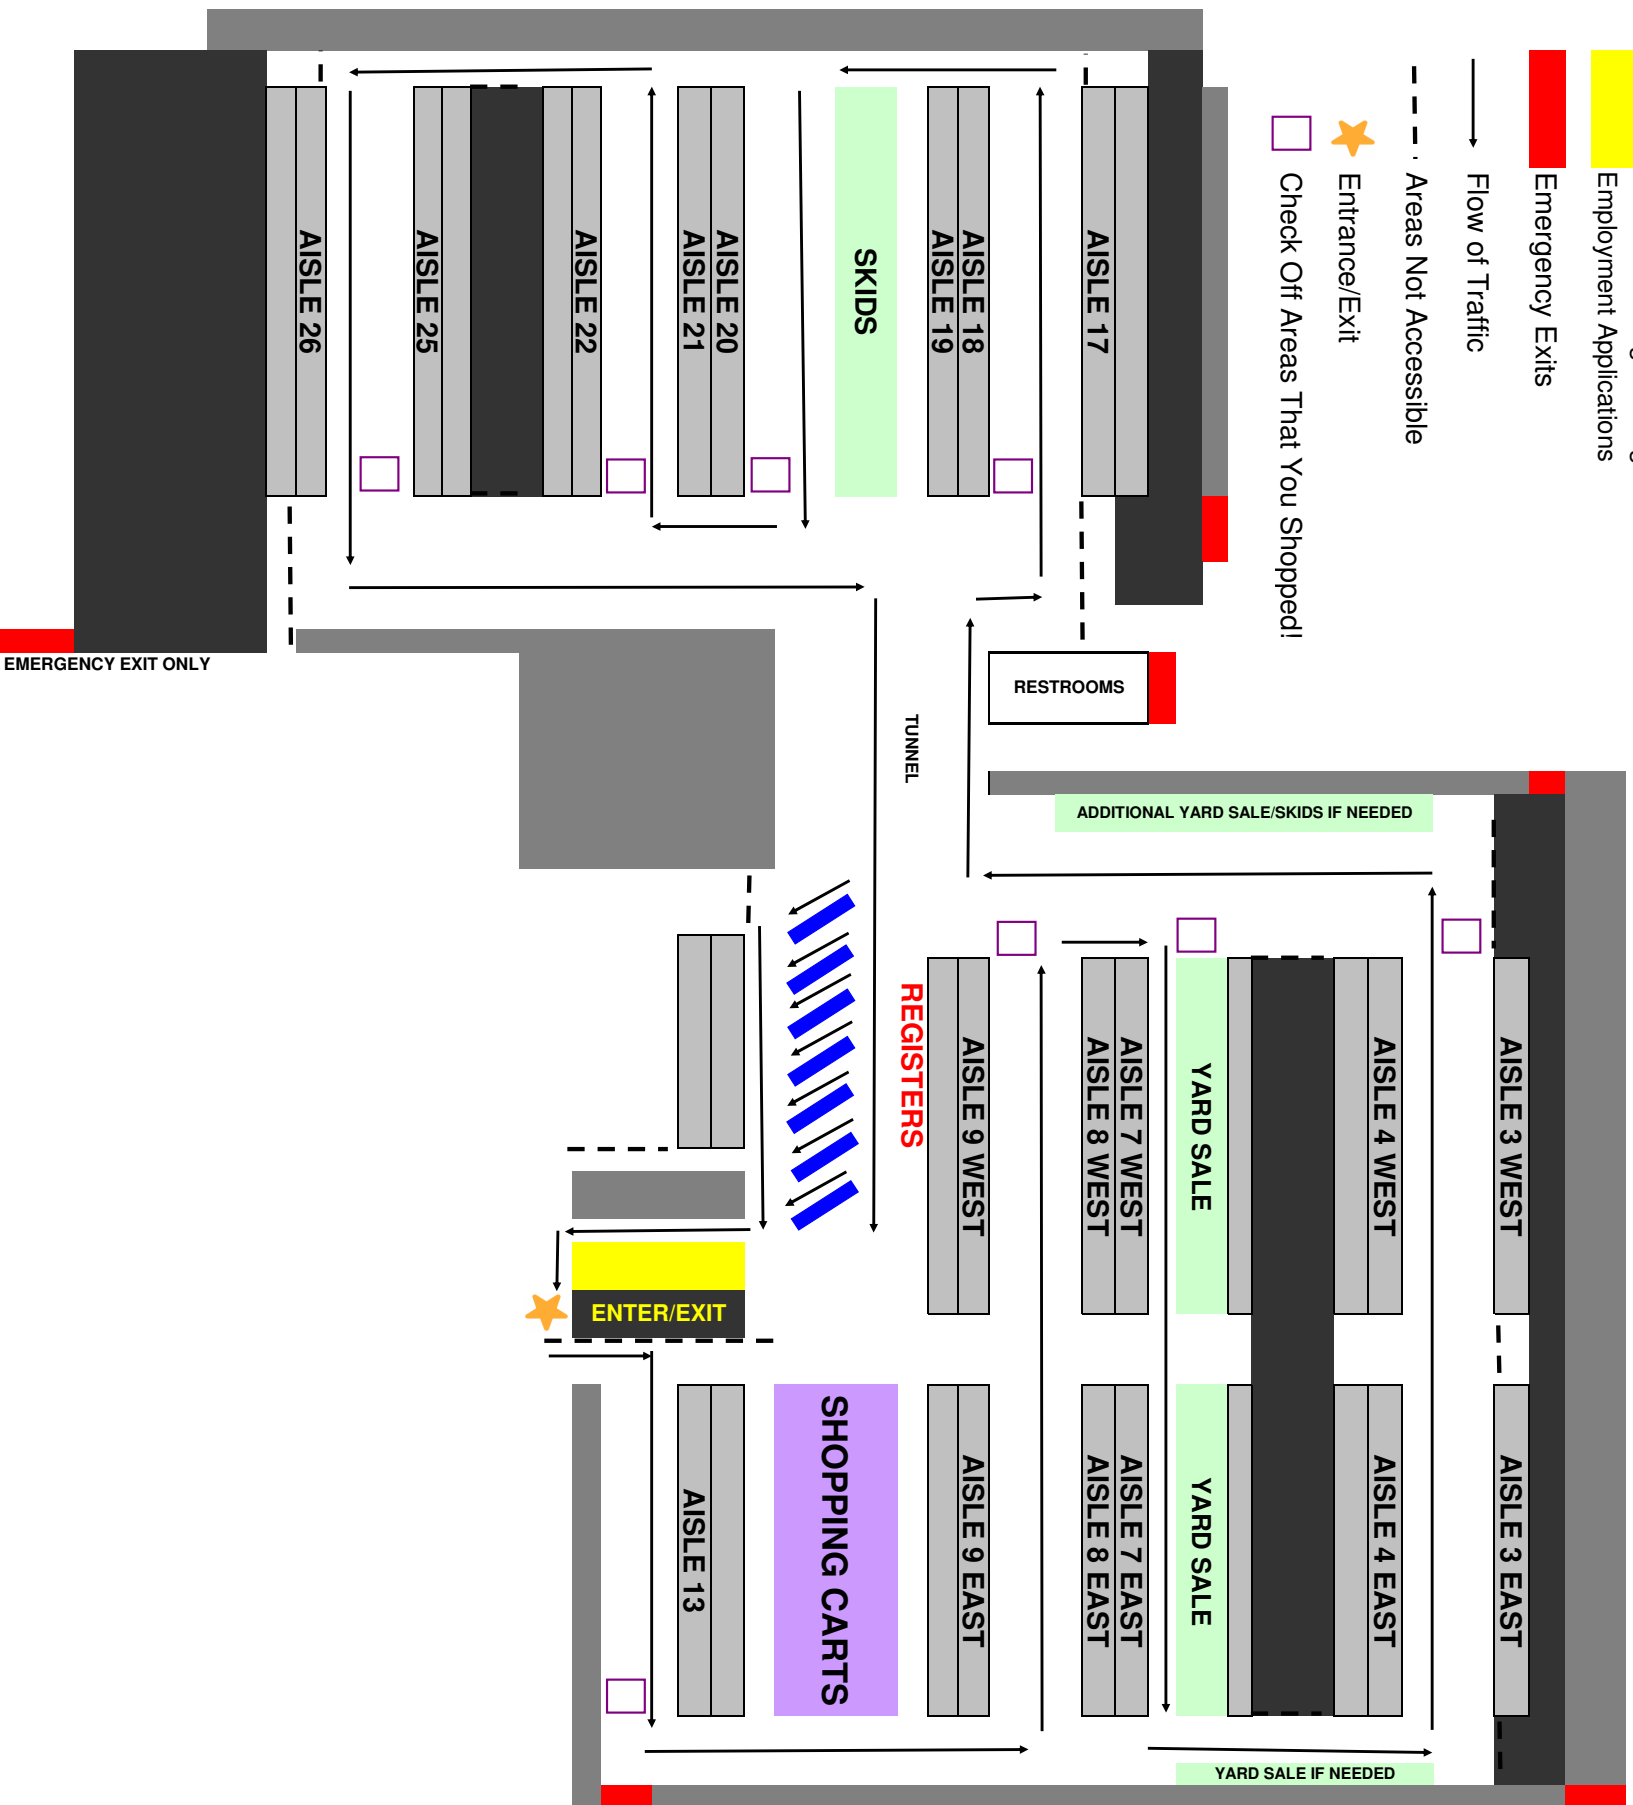 Employment Applications
Emergency Exits
Flow of Traffic
Areas Not Accessible
Entrance/Exit
Check Off Areas That You Shopped!
AISLE 26
AISLE 25
AISLE 22
AISLE 21
AISLE 20
SKIDS
AISLE 19
AISLE 18
AISLE 17
EMERGENCY EXIT ONLY
RESTROOMS
TUNNEL
ADDITIONAL YARD SALE/SKIDS IF NEEDED
REGISTERS
AISLE 9 WEST
AISLE 8 WEST
AISLE 7 WEST
YARD SALE
AISLE 4 WEST
AISLE 3 WEST
ENTER/EXIT
AISLE 13
SHOPPING CARTS
AISLE 9 EAST
AISLE 8 EAST
AISLE 7 EAST
YARD SALE
AISLE 4 EAST
AISLE 3 EAST
YARD SALE IF NEEDED